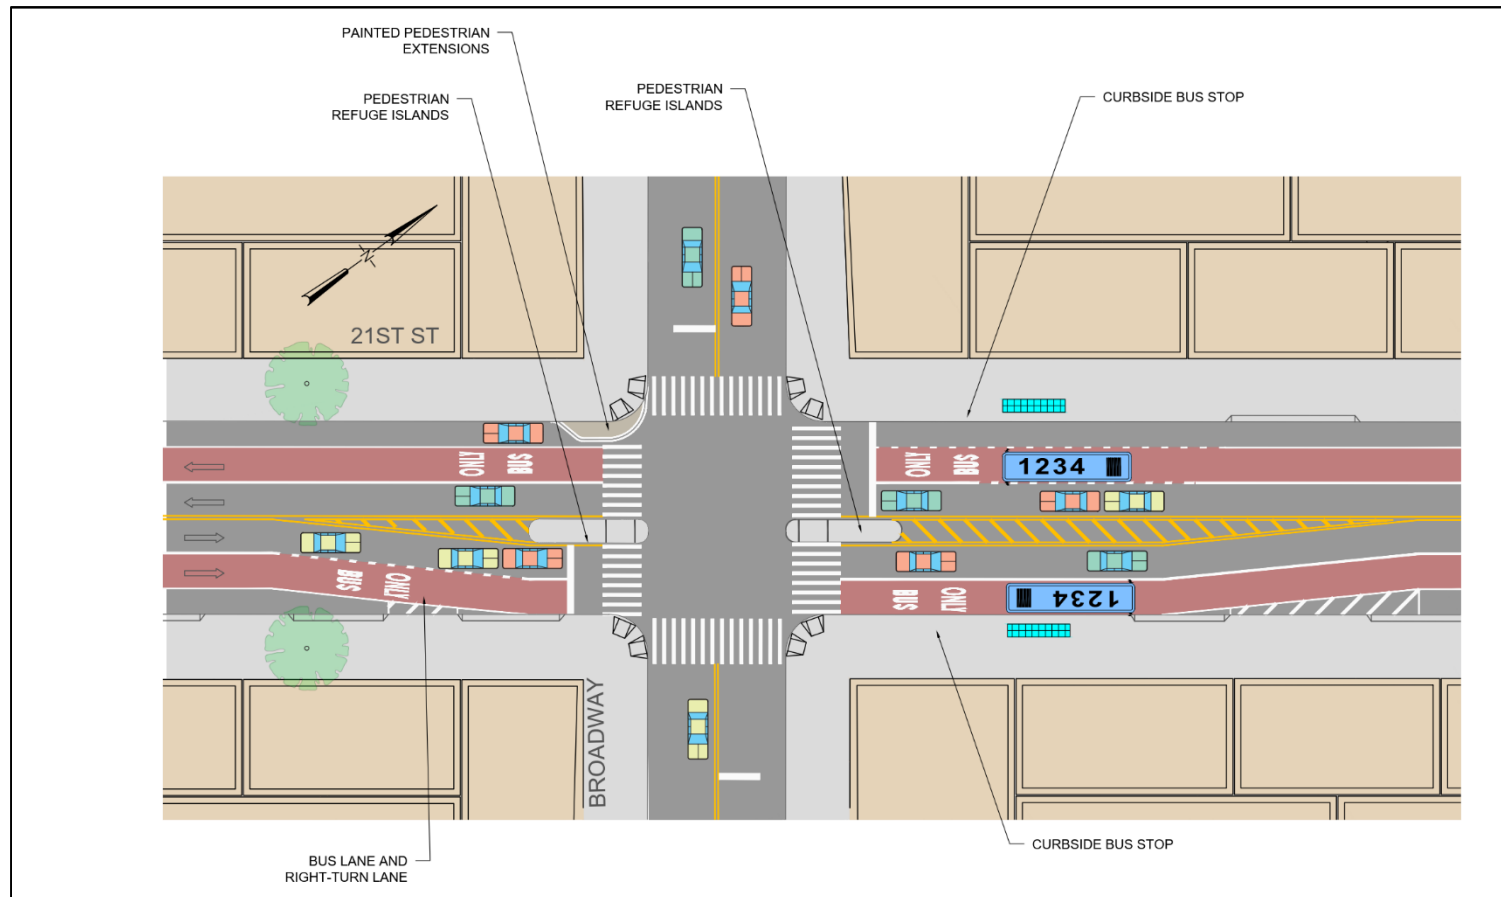 PAINTED PEDESTRIAN
EXTENSIONS
PEDESTRIAN
REFUGE ISLANDS
PEDESTRIAN
REFUGE ISLANDS
CURBSIDE BUS STOP
N
21ST ST
ONLY
BUS
ONLY
BUS
1234
BUS
ONLY
BUS
ONLY
1234
BROADWAY
CURBSIDE BUS STOP
BUS LANE AND
RIGHT-TURN LANE